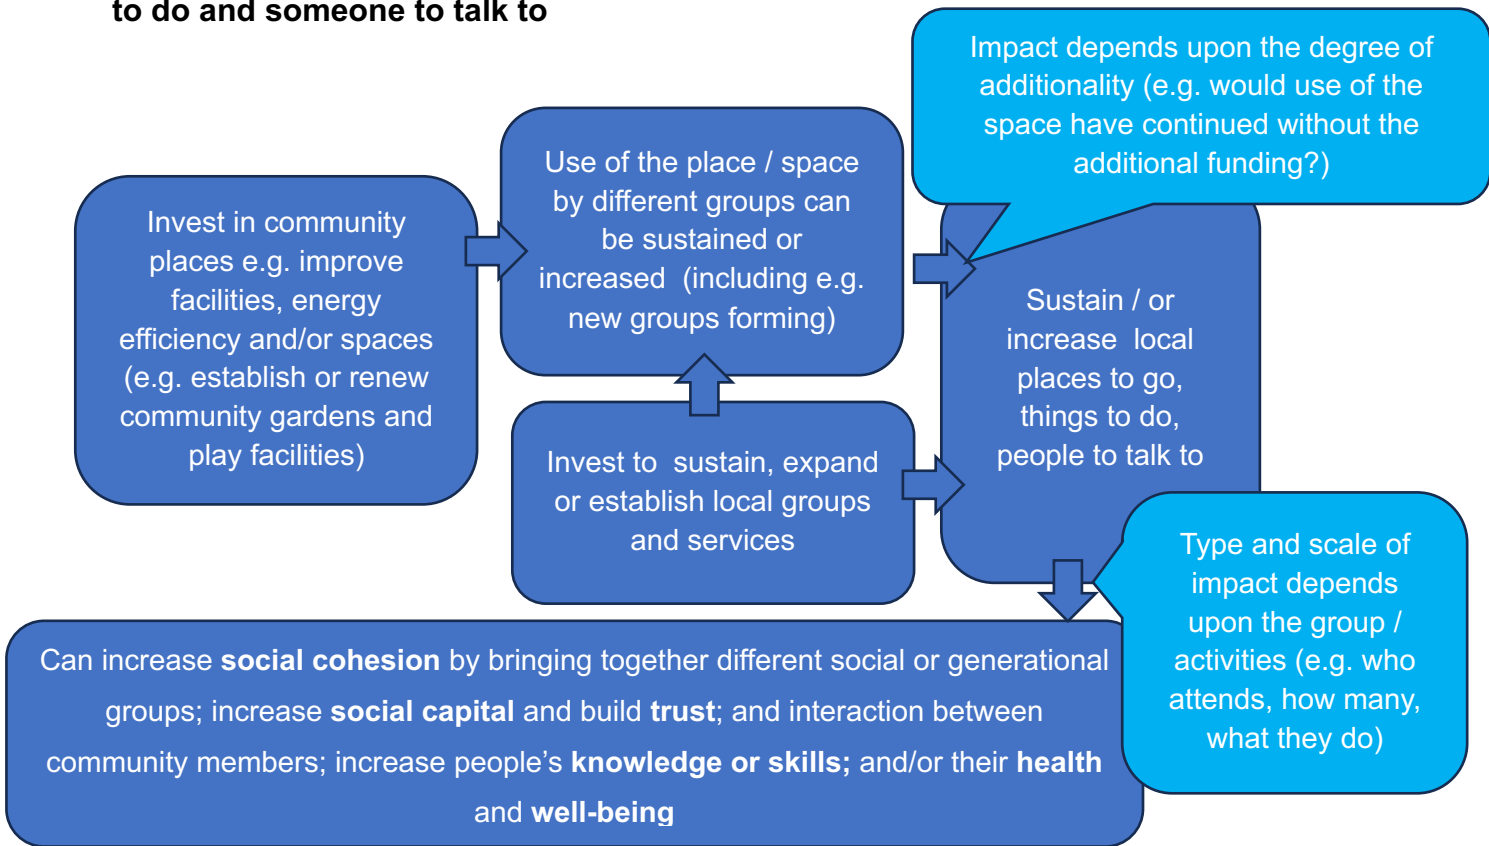 to do and someone to talk to
Impact depends upon the degree of
additionality (e.g. would use of the
space have continued without the
additional funding?)
Use of the place / space
by different groups can
be sustained or
increased (including e.g.
new groups forming)
Invest in community
places e.g. improve
facilities, energy
efficiency and/or spaces
(e.g. establish or renew
community gardens and
play facilities)
Sustain / or
increase local
places to go,
things to do,
people to talk to
Invest to sustain, expand
or establish local groups
and services
Type and scale of
impact depends
upon the group /
activities (e.g. who
attends, how many,
what they do)
Can increase social cohesion by bringing together different social or generational
groups; increase social capital and build trust; and interaction between
community members; increase people’s knowledge or skills; and/or their health
and well-being